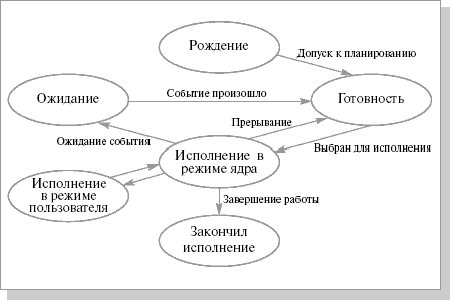 Рождение
Допуск к планированию
Ожидание
Событие произошло
Готовность
Прерывание
Ожидание события
Выбран для исполнения
Исполнение в
режиме ядра
Исполнение
в режиме
пользователя
Завершение работы
Закончил
исполнение